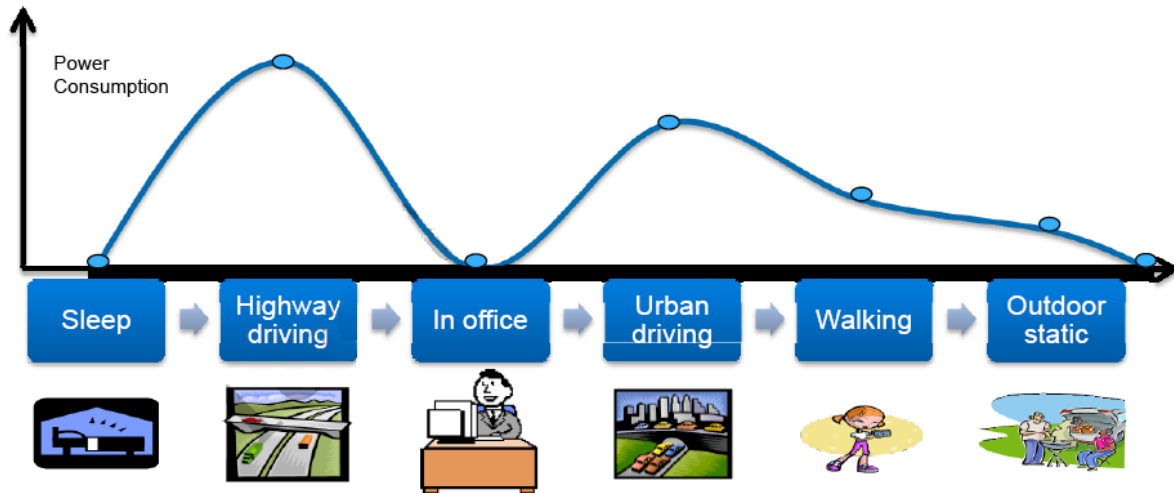 Power
Consumption
Sleep
Highway
driving
In office
Urban
driving
Walking
Outdoor
static